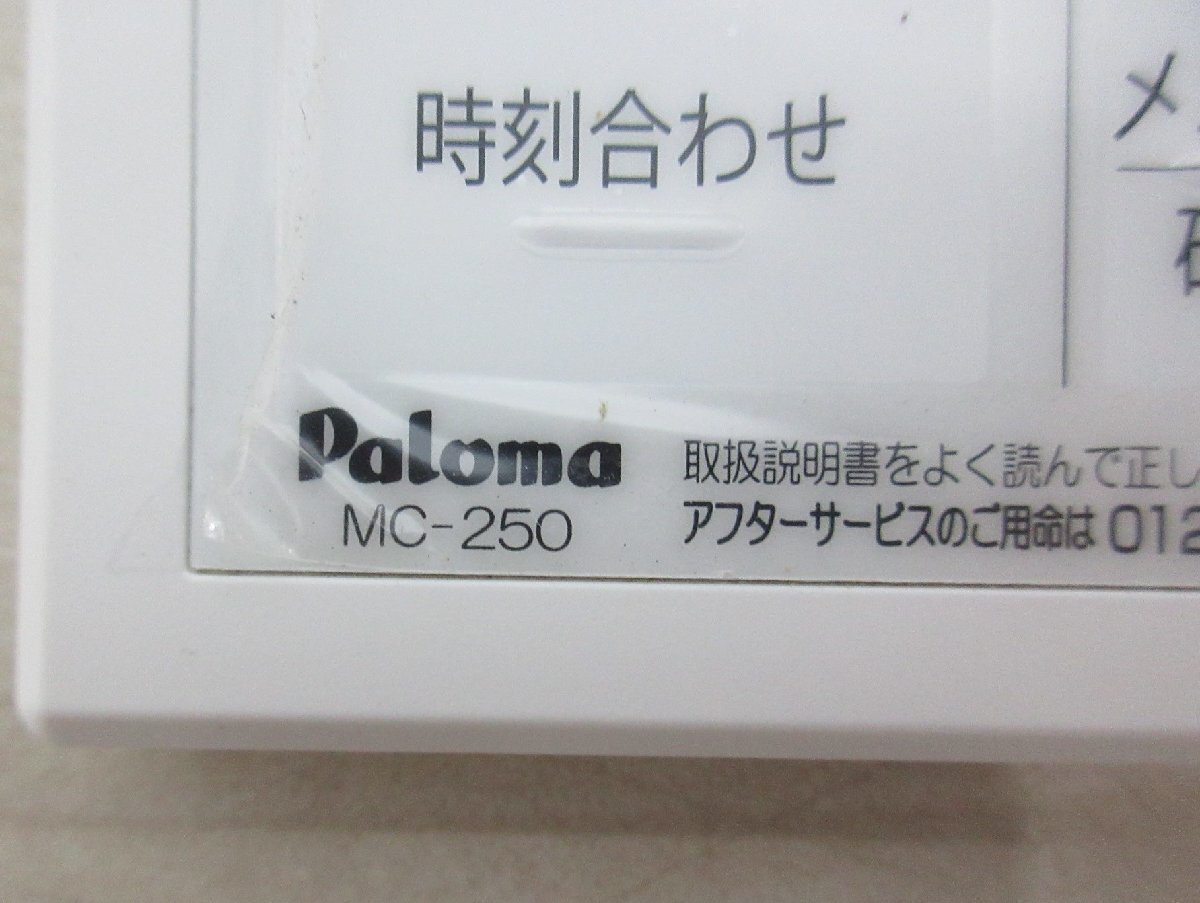 時刻合わせ
メ
Paloma
MC-250
取扱説明書をよく読んで正し
アフターサービスのご用命は 012